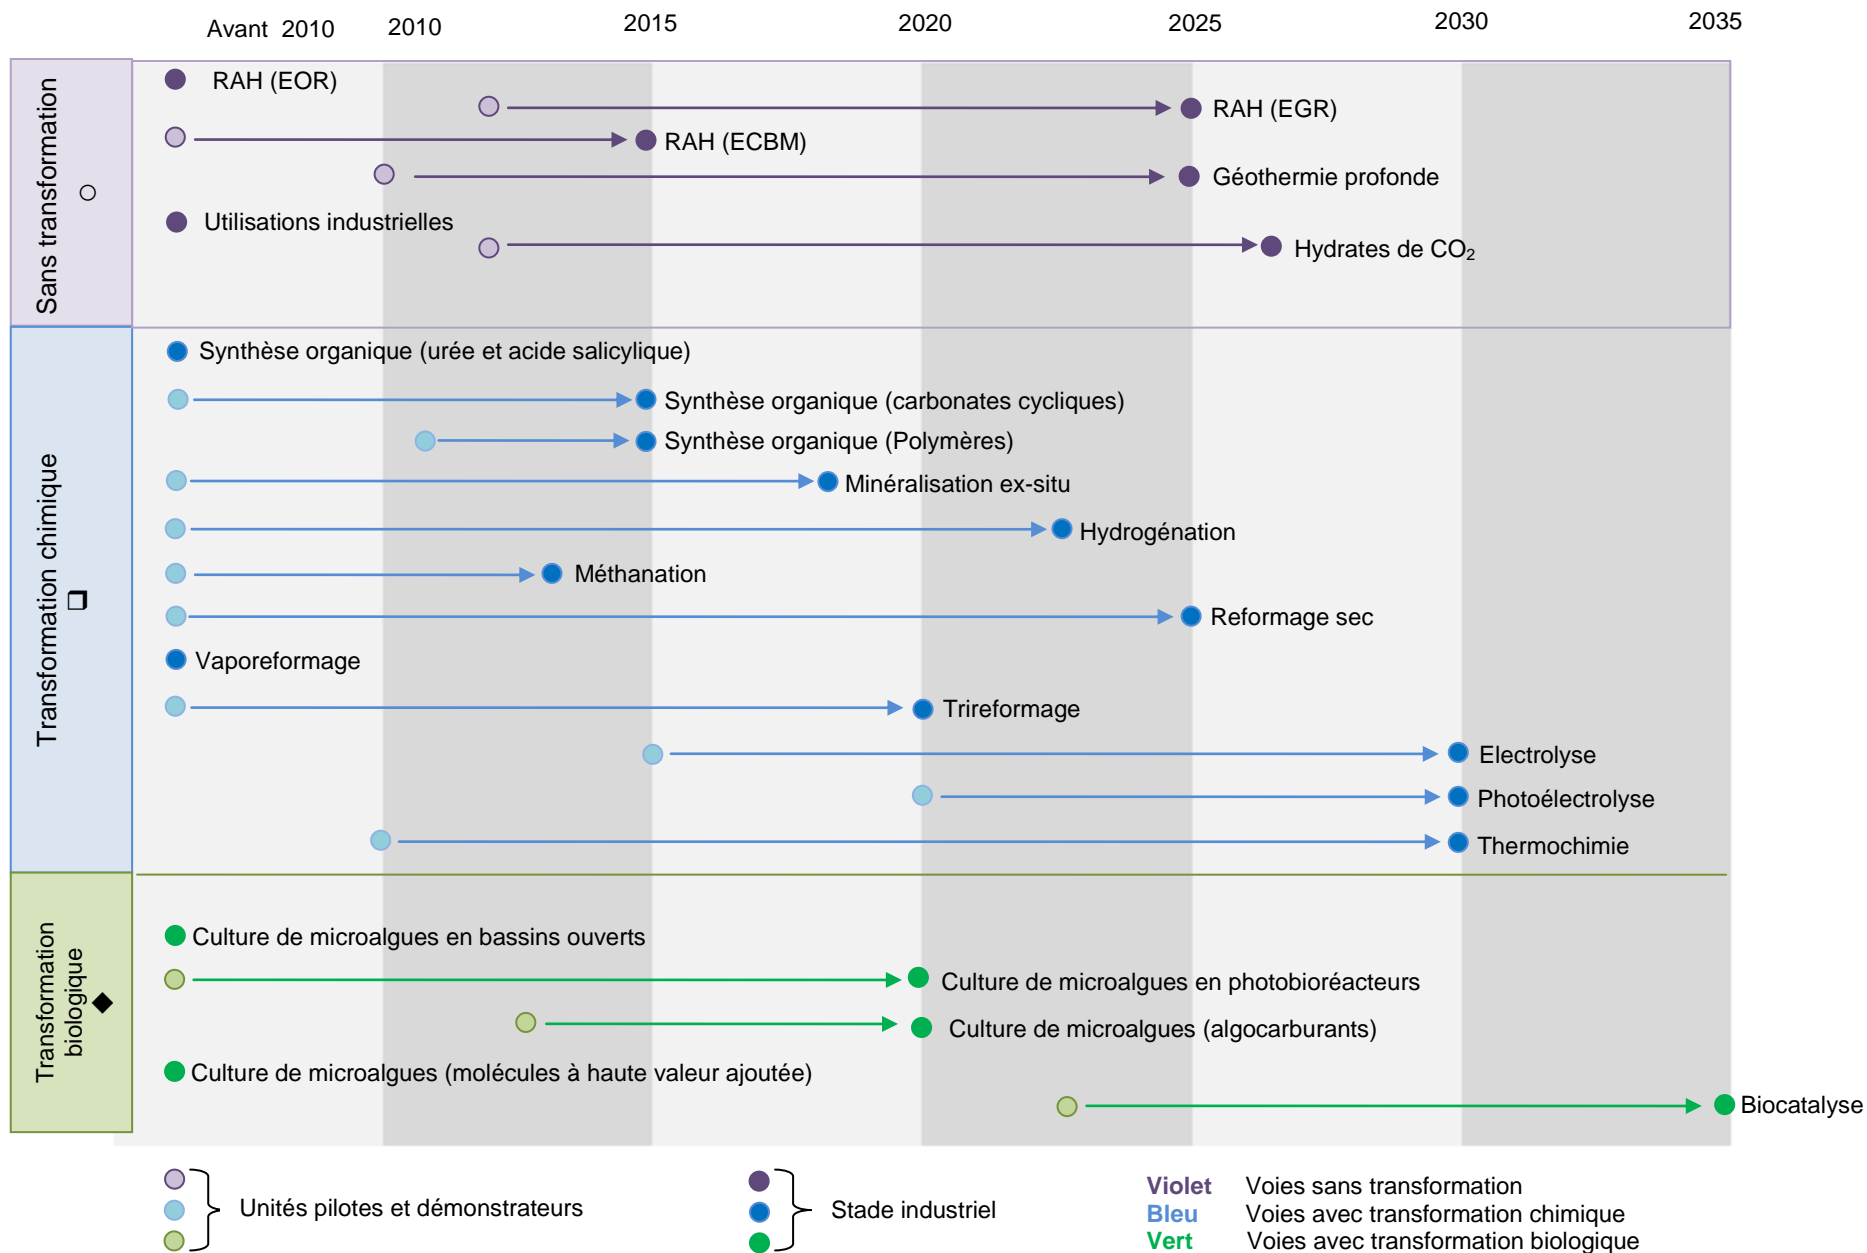 Avant 2010
2010
2015
2020
2025
2030
2035
Sans transformation
RAH (EOR)
RAH (EGR)
RAH (ECBM)
Géothermie profonde
Utilisations industrielles
Hydrates de CO₂
Transformation chimique
Synthèse organique (urée et acide salicylique)
Synthèse organique (carbonates cycliques)
Synthèse organique (Polymères)
Minéralisation ex-situ
Hydrogénation
Méthanation
Reformage sec
Vaporeformage
Trireformage
Electrolyse
Photoélectrolyse
Thermochimie
Transformation
biologique
Culture de microalgues en bassins ouverts
Culture de microalgues en photobioréacteurs
Culture de microalgues (algocarburants)
Culture de microalgues (molécules à haute valeur ajoutée)
Biocatalyse
Unités pilotes et démonstrateurs
Stade industriel
Violet Voies sans transformation
Bleu Voies avec transformation chimique
Vert Voies avec transformation biologique